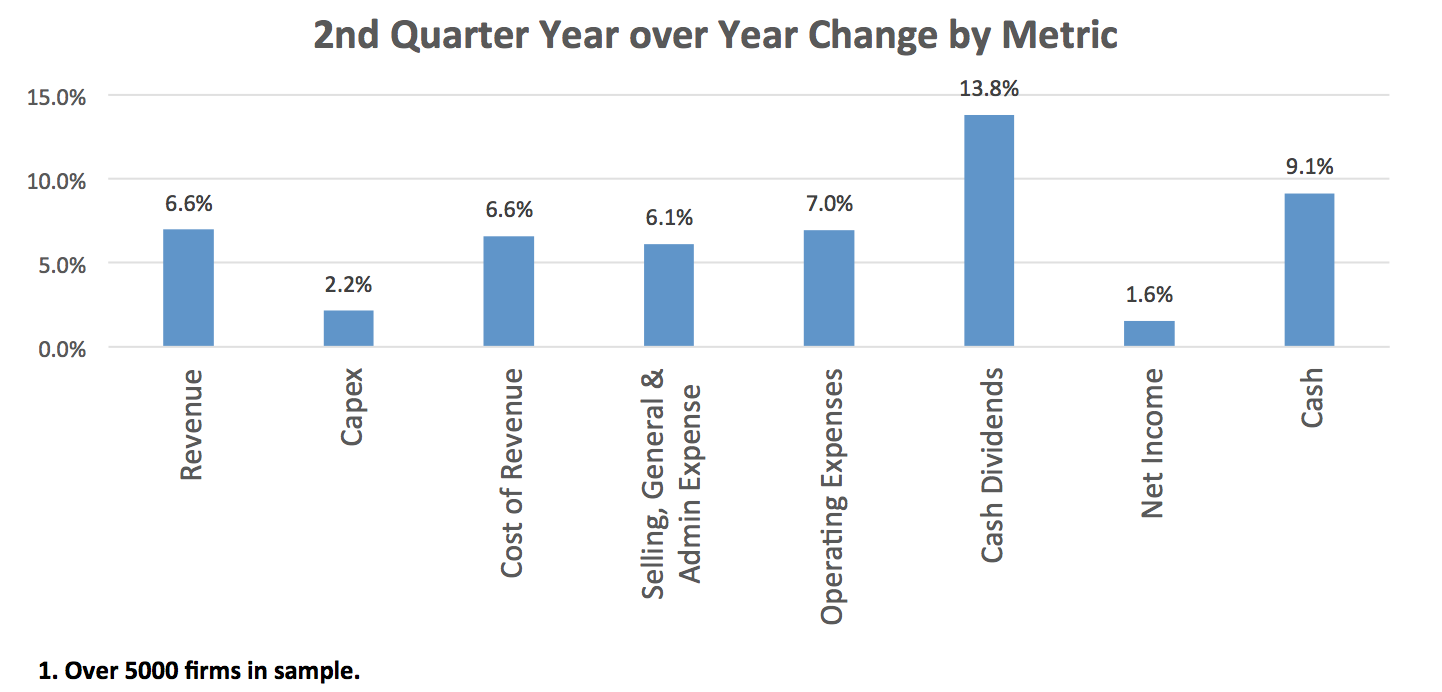 2nd Quarter Year over Year Change by Metric
15.0%
10.0%
5.0%
0.0%
6.6%
2.2%
6.6%
6.1%
7.0%
13.8%
1.6%
9.1%
Revenue
Capex
Cost of Revenue
Selling, General &
Admin Expense
Operating Expenses
Cash Dividends
Net Income
Cash
1. Over 5000 firms in sample.